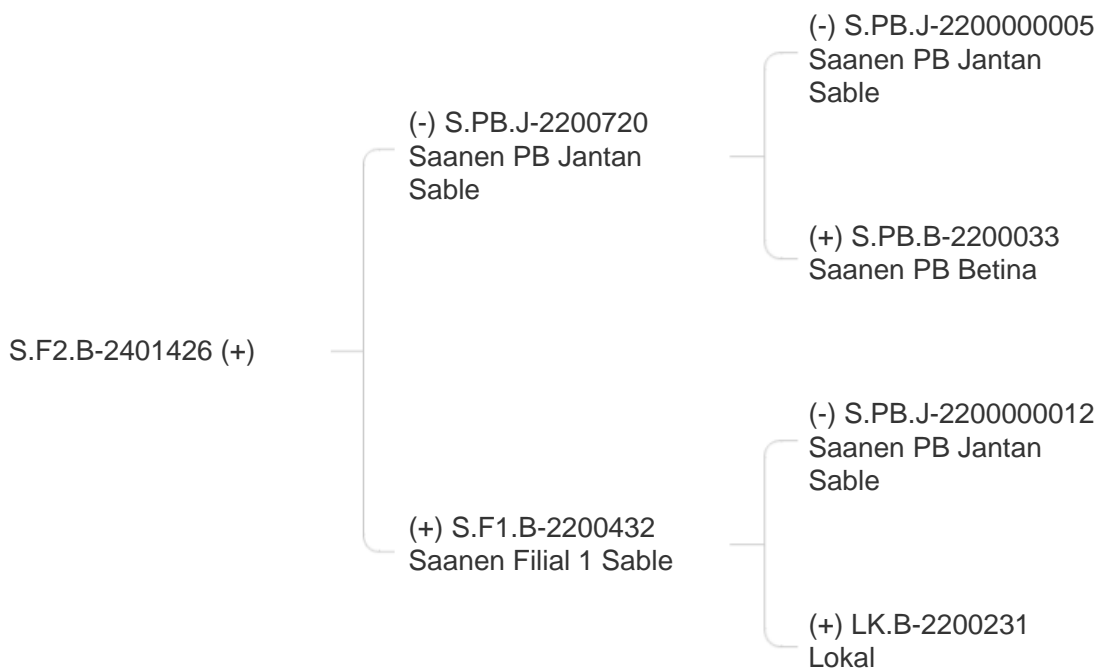 (-) S.PB.J-2200000005
Saanen PB Jantan
Sable
(-) S.PB.J-2200720
Saanen PB Jantan
Sable
(+) S.PB.B-2200033
Saanen PB Betina
S.F2.B-2401426 (+)
(-) S.PB.J-2200000012
Saanen PB Jantan
Sable
(+) S.F1.B-2200432
Saanen Filial 1 Sable
(+) LK.B-2200231
Lokal